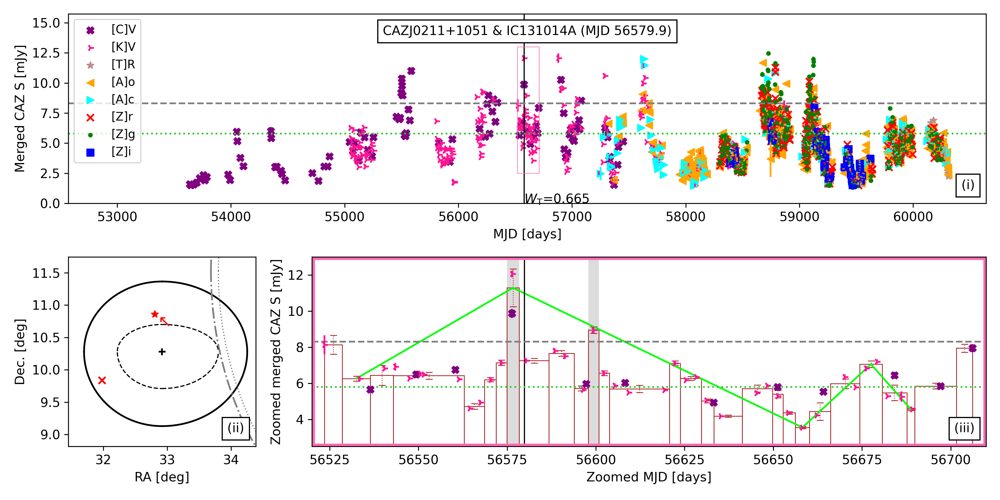 CAZJ0211+1051 & IC131014A (MJD 56579.9)
[C]V
[K]V
[T]R
[A]o
[A]c
[Z]r
[Z]g
[Z]i
Merged CAZ S [mJy]
15.0
12.5
10.0
7.5
5.0
2.5
0.0
W_T=0.665
(i)
53000 54000 55000 56000 57000 58000 59000 60000
MJD [days]
Dec. [deg]
11.5
11.0
10.5
10.0
9.5
9.0
(ii)
32 33 34
RA [deg]
Zoomed merged CAZ S [mJy]
12
10
8
6
4
(iii)
56525 56550 56575 56600 56625 56650 56675 56700
Zoomed MJD [days]